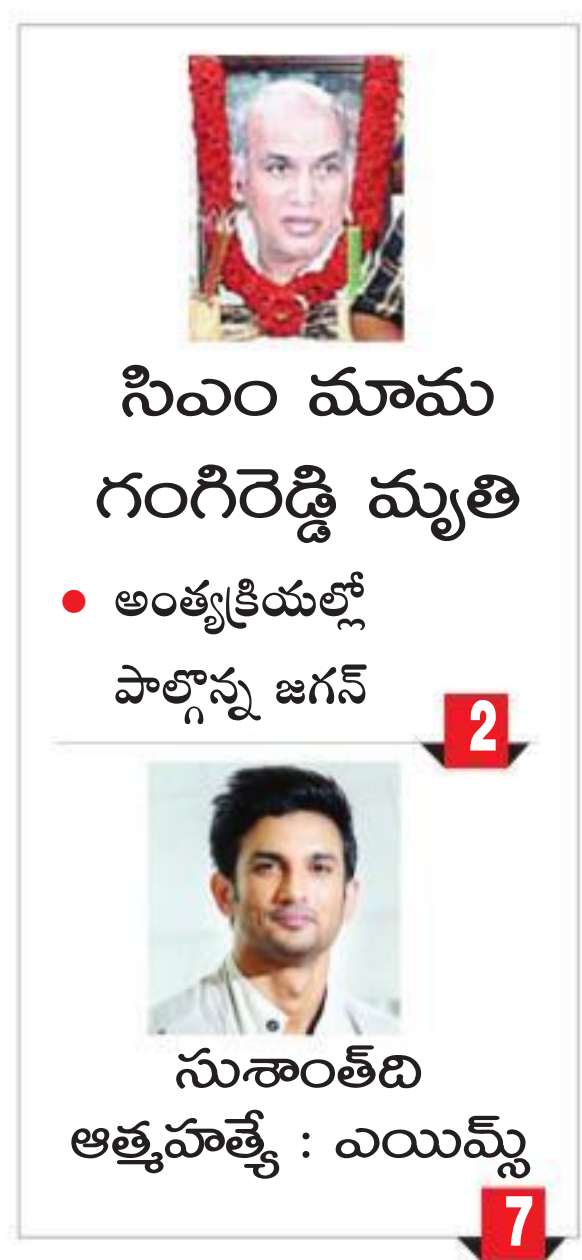 సిఎం మామ
గంగిరెడ్డి మృతి
• అంత్యక్రియల్లో
పాల్గొన్న జగన్
2
సుశాంత్‌ది
ఆత్మహత్యే : ఎయిమ్స్
7